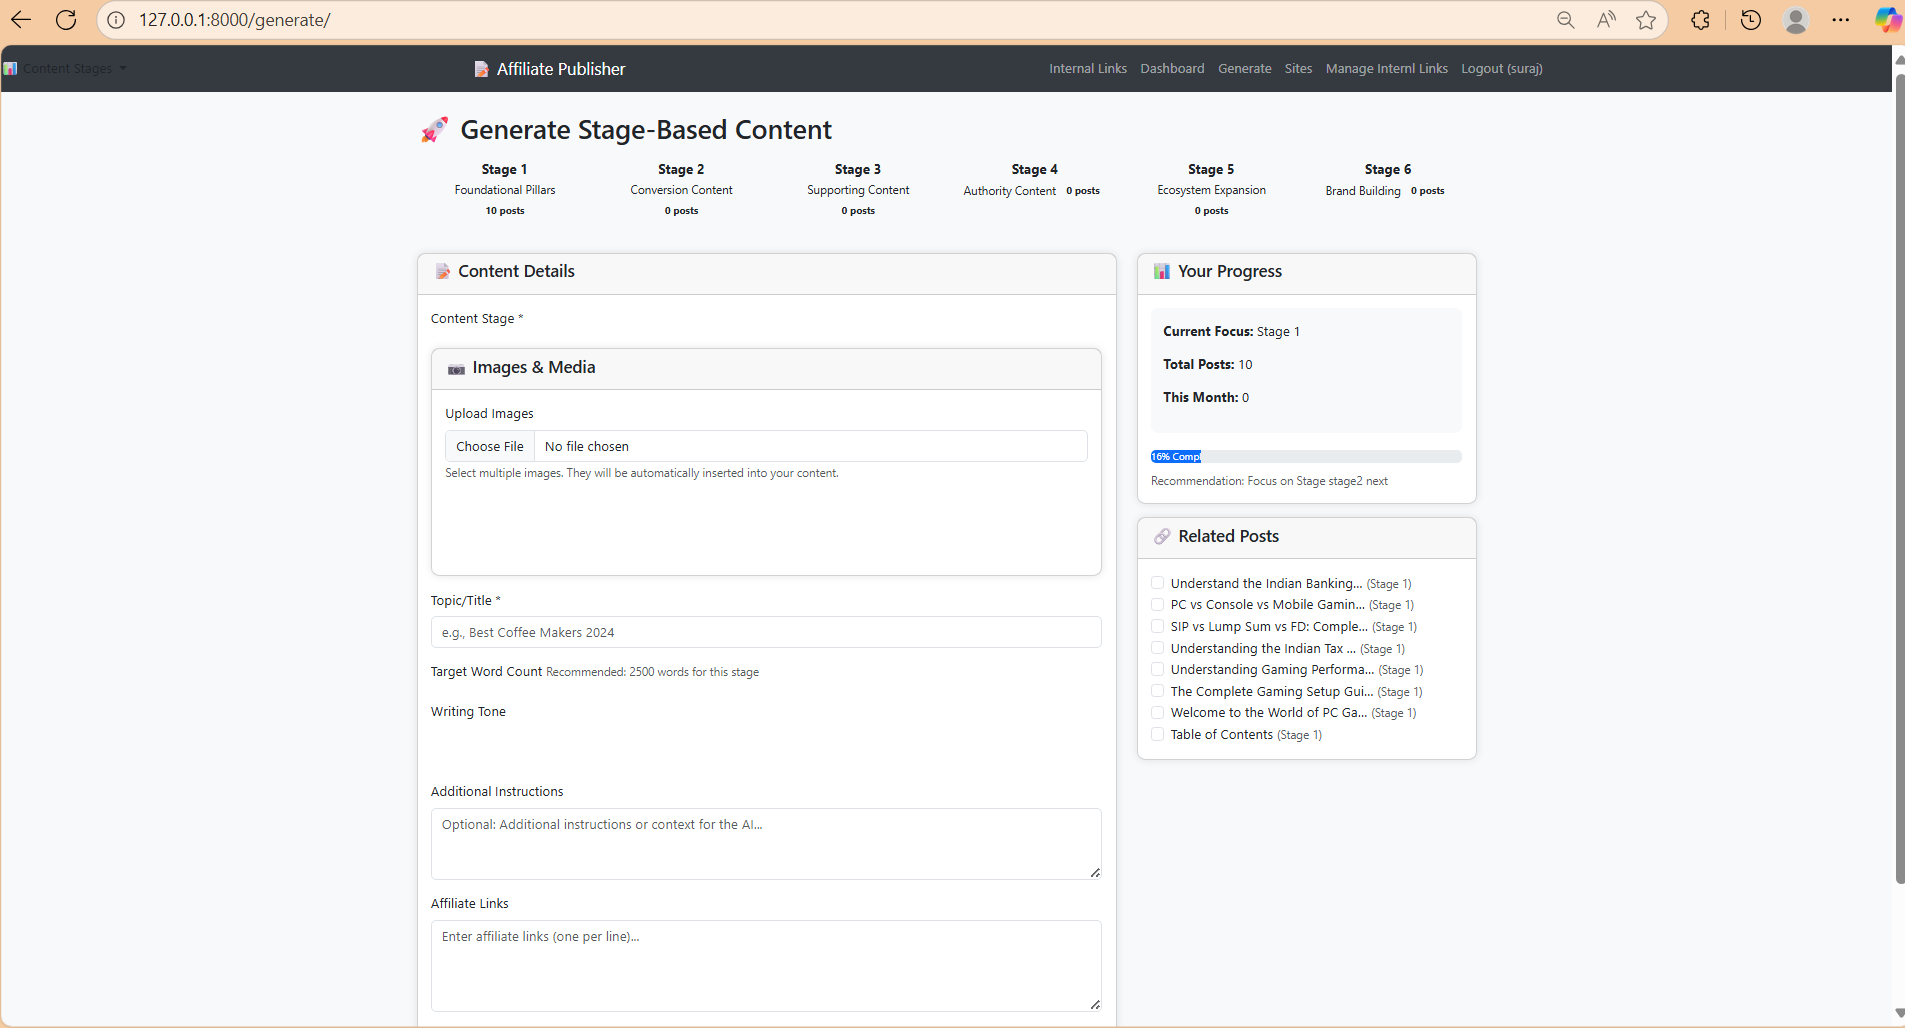 127.0.0.1:8000/generate/
Content Stages
Affiliate Publisher
Internal Links Dashboard Generate Sites Manage Internl Links Logout (suraj)
Generate Stage-Based Content
Stage 1
Foundational Pillars
10 posts
Stage 2
Conversion Content
0 posts
Stage 3
Supporting Content
0 posts
Stage 4
Authority Content 0 posts
Stage 5
Ecosystem Expansion
0 posts
Stage 6
Brand Building 0 posts
Content Details
Content Stage *
Images & Media
Upload Images
Choose File No file chosen
Select multiple images. They will be automatically inserted into your content.
Topic/Title *
e.g., Best Coffee Makers 2024
Target Word Count Recommended: 2500 words for this stage
Writing Tone
Additional Instructions
Optional: Additional instructions or context for the AI...
Affiliate Links
Enter affiliate links (one per line)...
Your Progress
Current Focus: Stage 1
Total Posts: 10
This Month: 0
16% Compl
Recommendation: Focus on Stage stage2 next
Related Posts
Understand the Indian Banking... (Stage 1)
PC vs Console vs Mobile Gamin... (Stage 1)
SIP vs Lump Sum vs FD: Comple... (Stage 1)
Understanding the Indian Tax ... (Stage 1)
Understanding Gaming Performa... (Stage 1)
The Complete Gaming Setup Gui... (Stage 1)
Welcome to the World of PC Ga... (Stage 1)
Table of Contents (Stage 1)